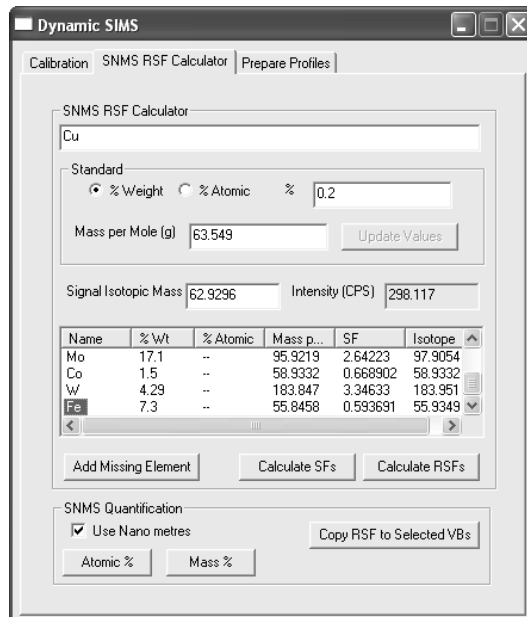 Dynamic SIMS
Calibration SNMS RSF Calculator Prepare Profiles
SNMS RSF Calculator
Cu
Standard
% Weight % Atomic % 0.2
Mass per Mole (g) 63.549 Update Values
Signal Isotopic Mass 62.9296 Intensity (CPS) 298.117
Name % Wt % Atomic Mass p... SF Isotope
Mo 17.1 -- 95.9219 2.64223 97.9054
Co 1.5 -- 58.9332 0.668902 58.9332
W 4.29 -- 183.847 3.34633 183.951
Fe 7.3 -- 55.8458 0.593691 55.9349
Add Missing Element Calculate SFs Calculate RSFs
SNMS Quantification
Use Nano metres Copy RSF to Selected VBs
Atomic % Mass %